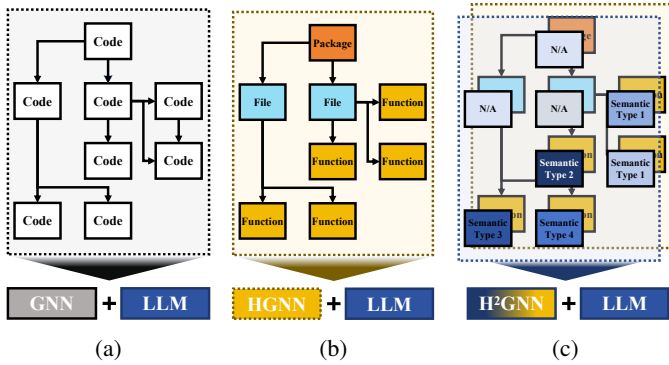 Code
Code
Code
Code
Code
Code
Code
Code
GNN + LLM
(a)
Package
File
File
Function
Function
Function
Function
Function
HGNN + LLM
(b)
N/A
N/A
N/A
Semantic
Type 1
Semantic
Type 2
Semantic
Type 1
Semantic
Type 3
Semantic
Type 4
H²GNN + LLM
(c)